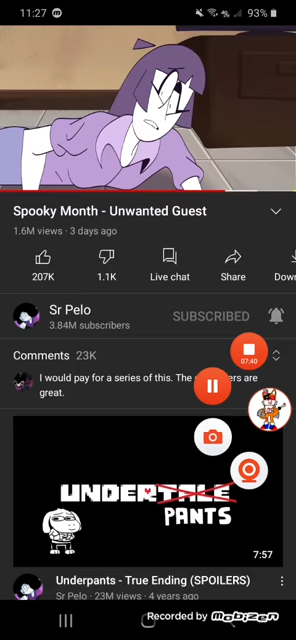 11:27
93%
Spooky Month - Unwanted Guest
1.6M views · 3 days ago
207K
1.1K
Live chat
Share
Down
Sr Pelo
3.84M subscribers
SUBSCRIBED
07:40
Comments 23K
I would pay for a series of this. The are
great.
UNDERTALE
PANTS
7:57
Underpants - True Ending (SPOILERS)
Sr Pelo · 23M views · 4 years ago
Recorded by mobizen